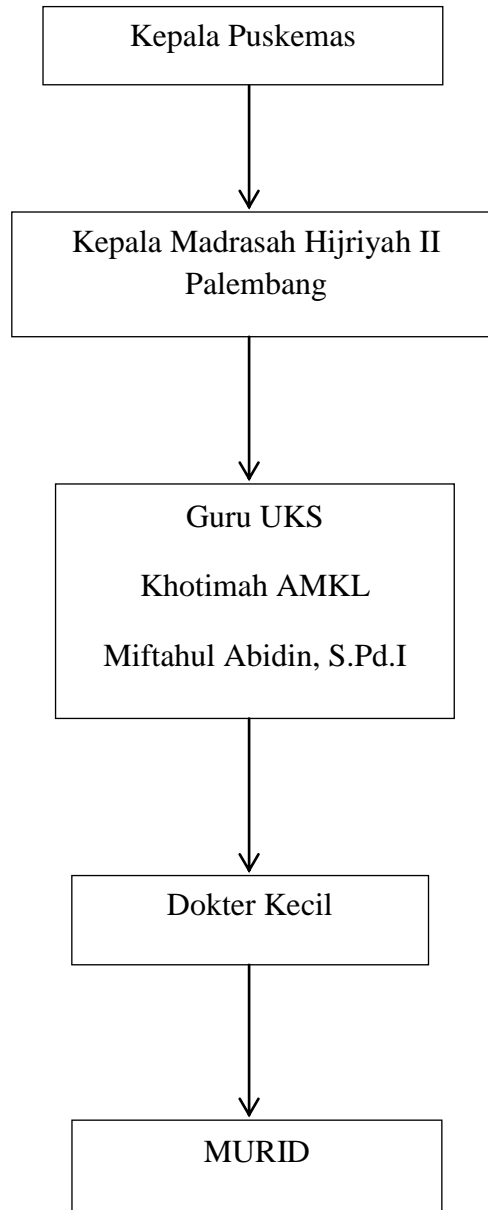 Kepala Puskemas
Kepala Madrasah Hijriyah II
Palembang
Guru UKS
Khotimah AMKL
Miftahul Abidin, S.Pd.I
Dokter Kecil
MURID